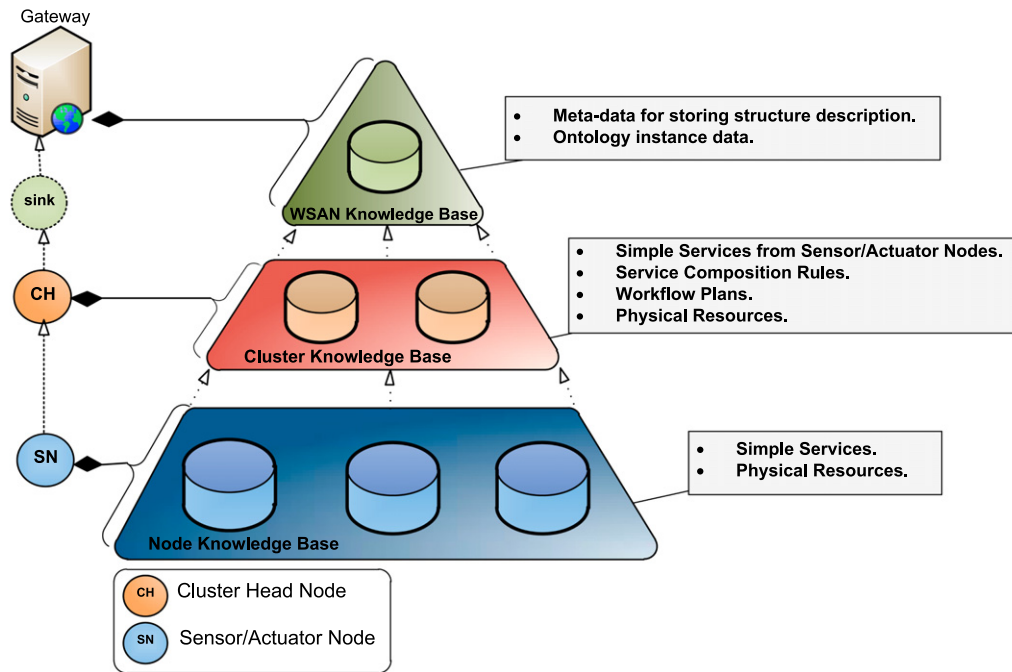 Gateway
• Meta-data for storing structure description.
• Ontology instance data.
sink
WSAN Knowledge Base
• Simple Services from Sensor/Actuator Nodes.
• Service Composition Rules.
• Workflow Plans.
• Physical Resources.
CH
Cluster Knowledge Base
SN
• Simple Services.
• Physical Resources.
Node Knowledge Base
CH Cluster Head Node
SN Sensor/Actuator Node